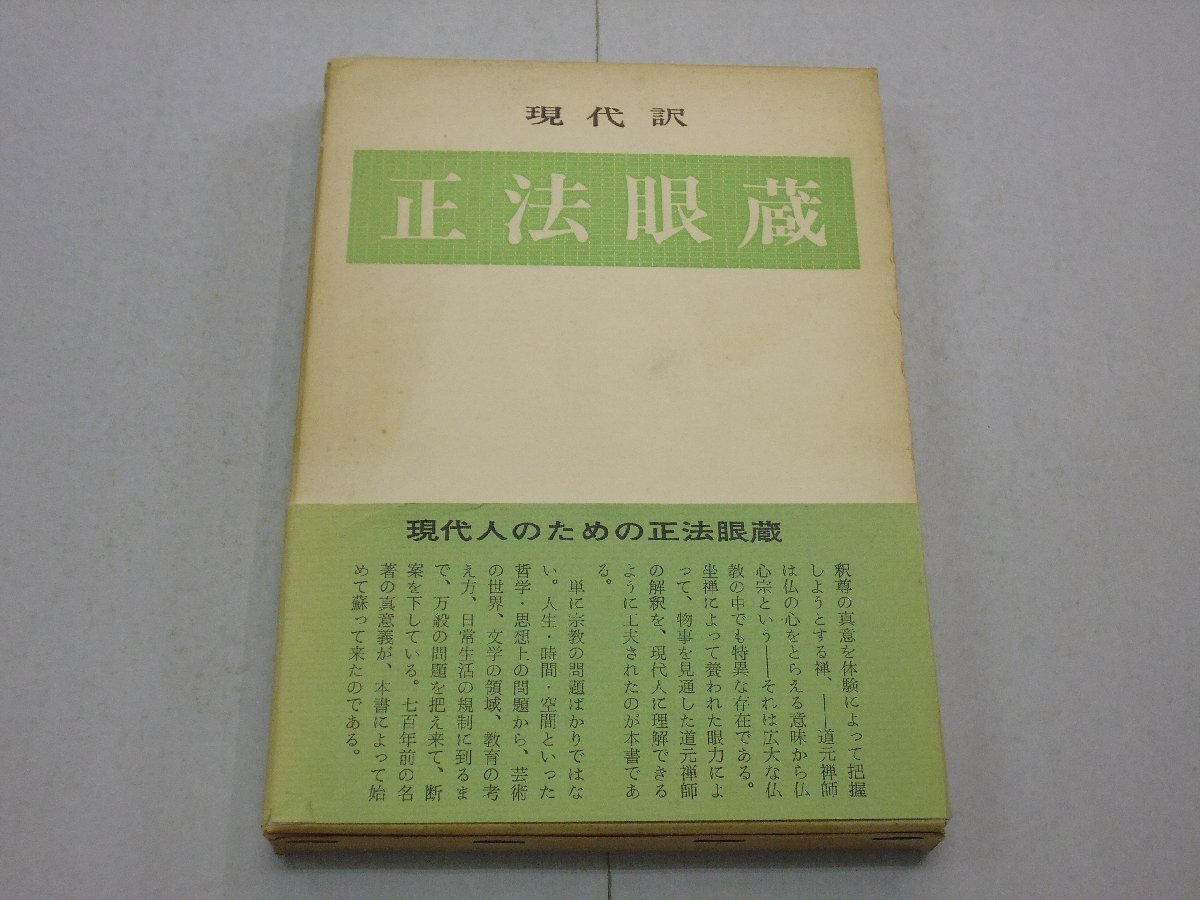 現代訳
正法眼蔵
現代人のための正法眼蔵
釈尊の真意を体験によって把握
しようとする禅、――道元禅師
は仏の心をとらえる意味から仏
心宗という――それは広大な仏
教の中でも特異な存在である。
坐禅によって養われた眼力によ
って、物事を見通した道元禅師
の解釈を、現代人に理解できる
ように工夫されたのが本書であ
る。
単に宗教の問題ばかりではな
い。人生・時間・空間といった
哲学・思想上の問題から、芸術
の世界、文学の領域、教育の考
え方、日常生活の規制に到るま
で、万般の問題を把え来て、断
案を下している。七百年前の名
著の真意義が、本書によって始
めて蘇って来たのである。